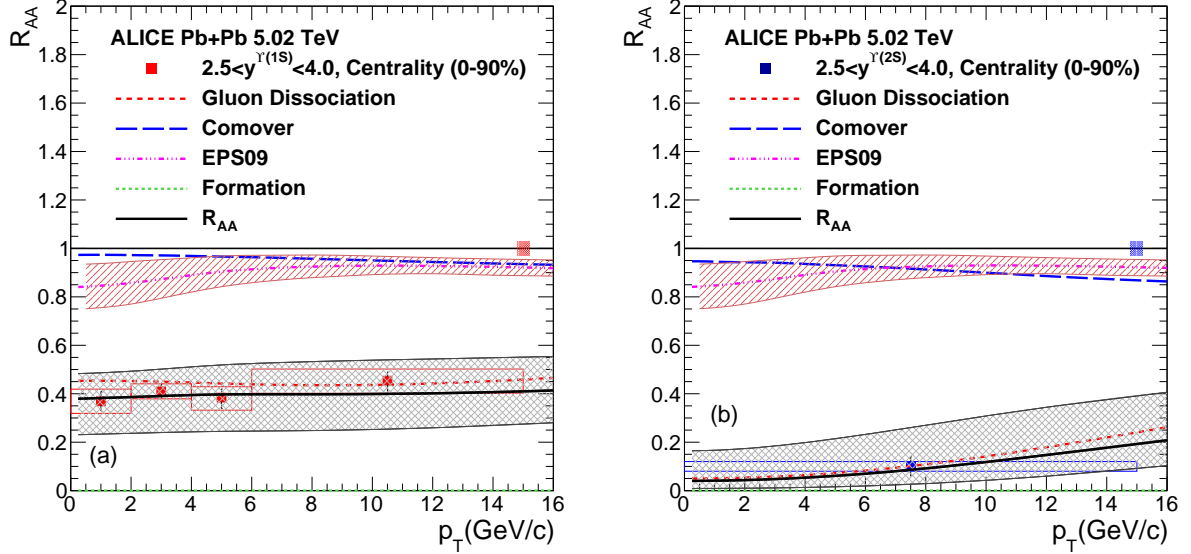 R_AA
2
1.8
1.6
1.4
1.2
1
0.8
0.6
0.4
0.2
0
ALICE Pb+Pb 5.02 TeV
2.5<y^Υ(1S)<4.0, Centrality (0-90%)
Gluon Dissociation
Comover
EPS09
Formation
R_AA
(a)
0 2 4 6 8 10 12 14 16
p_T(GeV/c)
R_AA
2
1.8
1.6
1.4
1.2
1
0.8
0.6
0.4
0.2
0
ALICE Pb+Pb 5.02 TeV
2.5<y^Υ(2S)<4.0, Centrality (0-90%)
Gluon Dissociation
Comover
EPS09
Formation
R_AA
(b)
0 2 4 6 8 10 12 14 16
p_T(GeV/c)